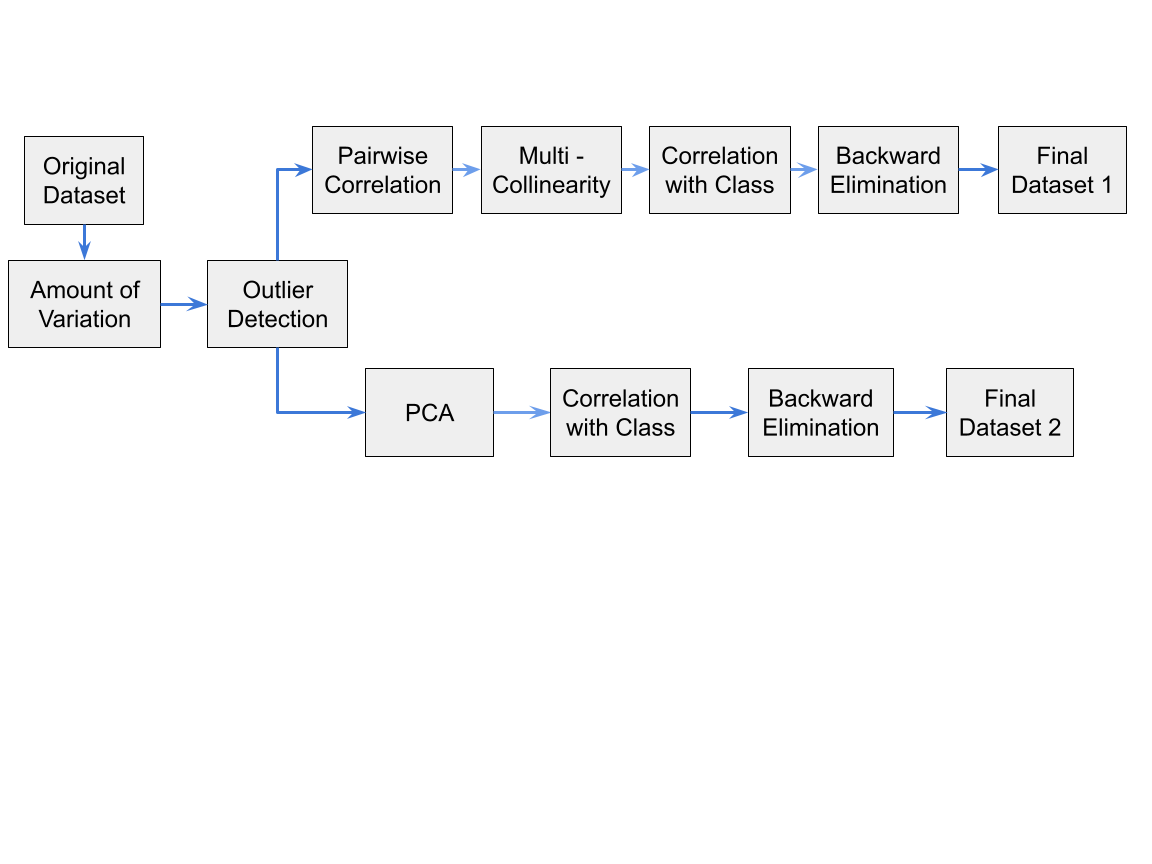 Original
Dataset
Amount of
Variation
Outlier
Detection
Pairwise
Correlation
Multi -
Collinearity
Correlation
with Class
Backward
Elimination
Final
Dataset 1
PCA
Correlation
with Class
Backward
Elimination
Final
Dataset 2